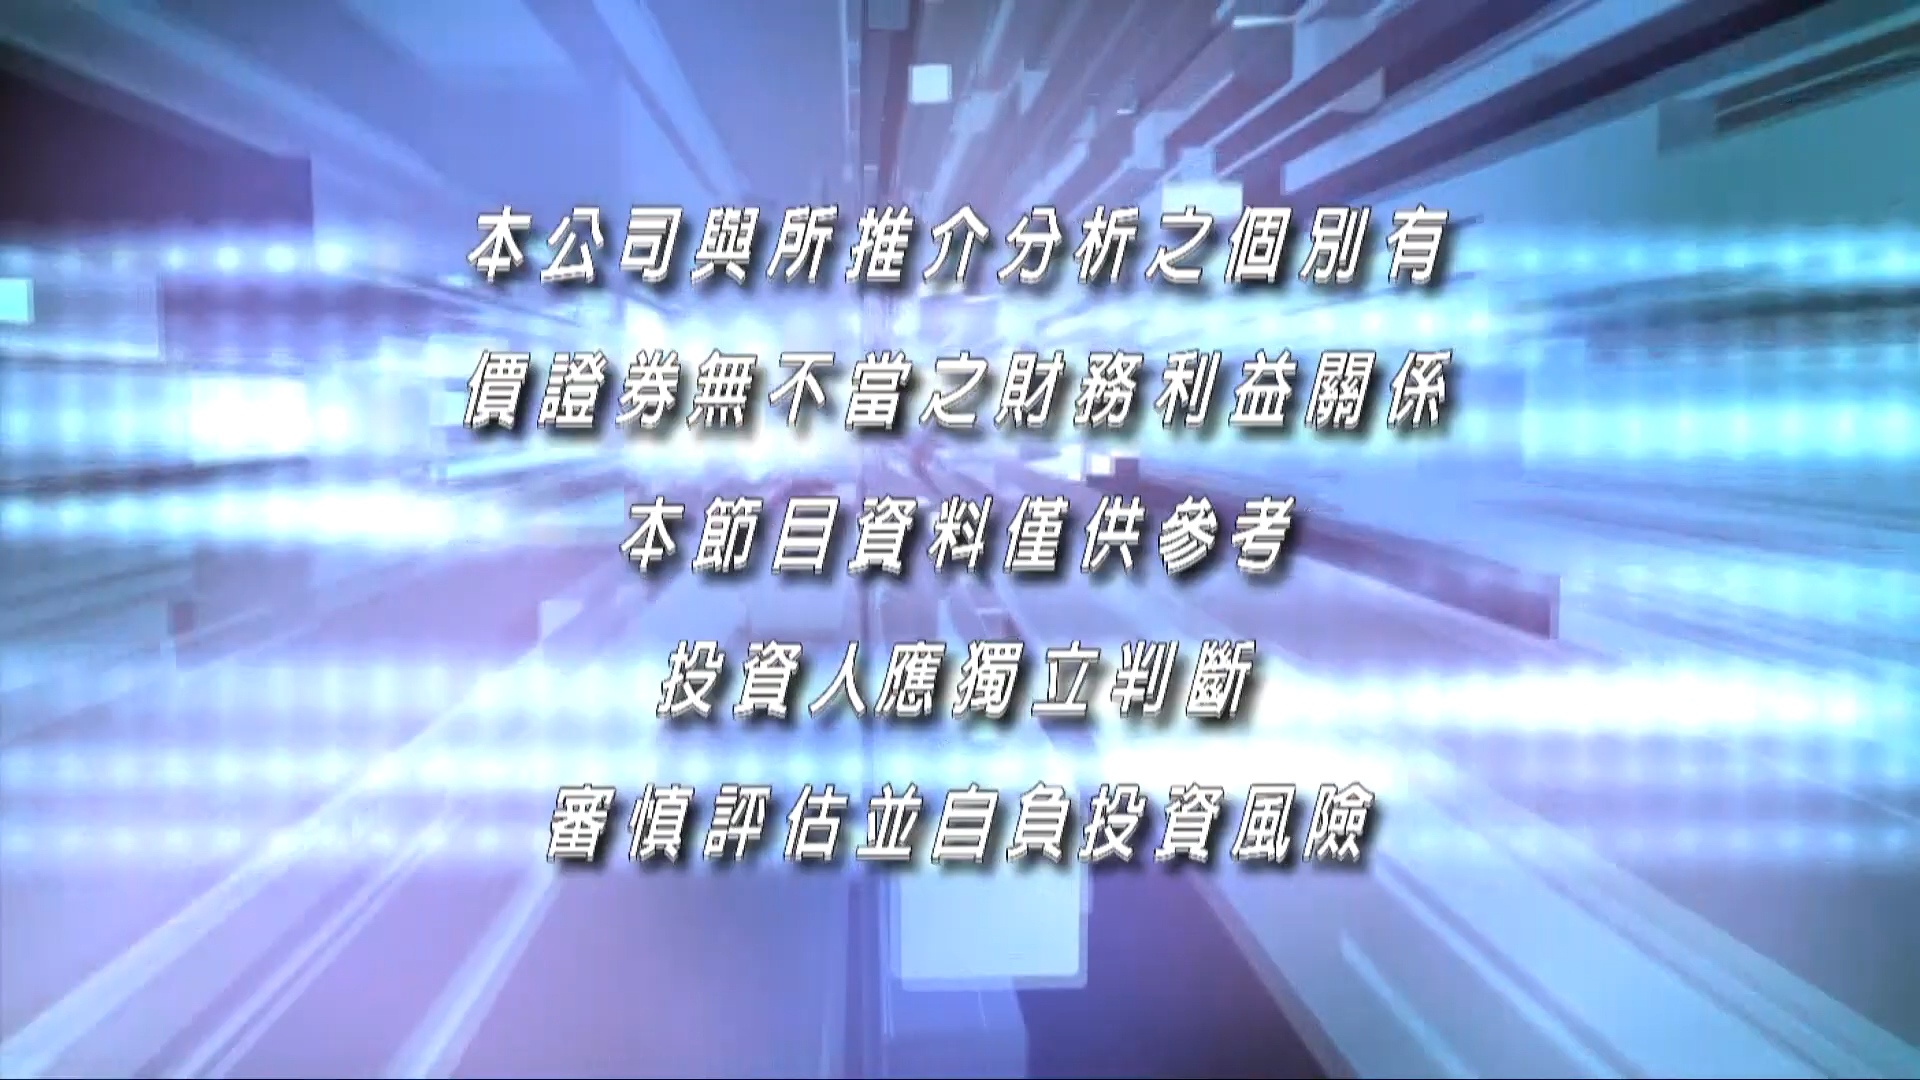 本公司與所推介分析之個別有
價證券無不當之財務利益關係
本節目資料僅供參考
投資人應獨立判斷
審慎評估並自負投資風險